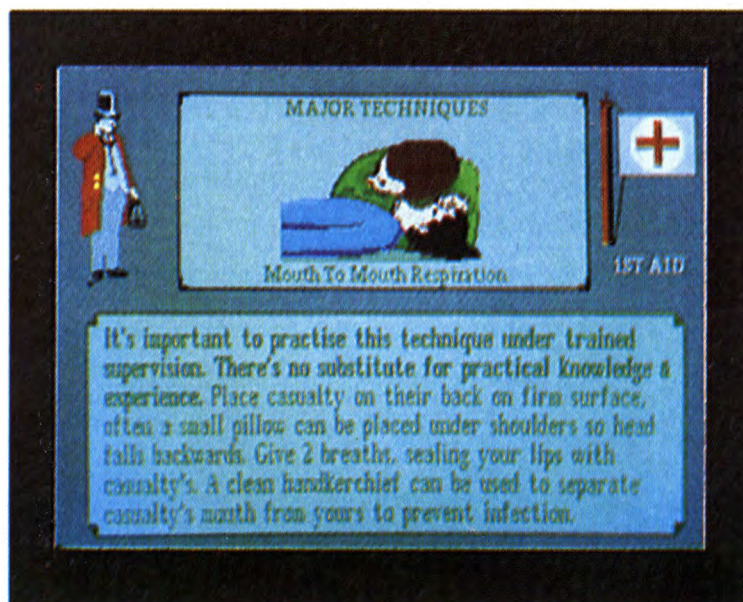 MAJOR TECHNIQUES
Mouth To Mouth Respiration
1ST AID
It's important to practise this technique under trained
supervision. There's no substitute for practical knowledge &
experience. Place casualty on their back on firm surface,
often a small pillow can be placed under shoulders so head
falls backwards. Give 2 breaths, sealing your lips with
casualty's. A clean handkerchief can be used to separate
casualty's mouth from yours to prevent infection.